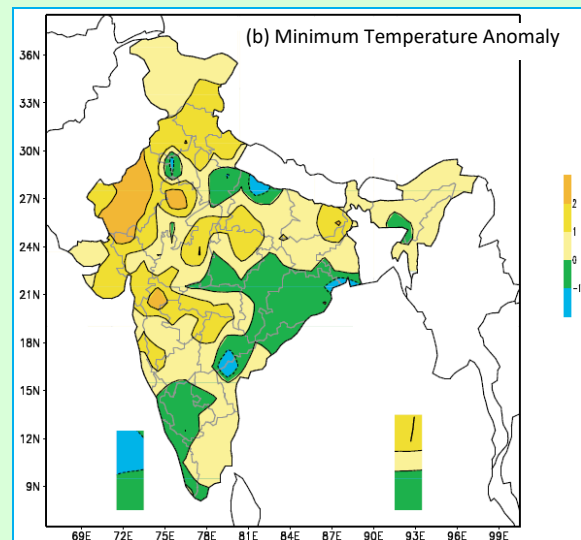 (b) Minimum Temperature Anomaly
36N
33N
30N
27N
24N
21N
18N
15N
12N
9N
2
1
0
-1
69E 72E 75E 78E 81E 84E 87E 90E 93E 96E 99E